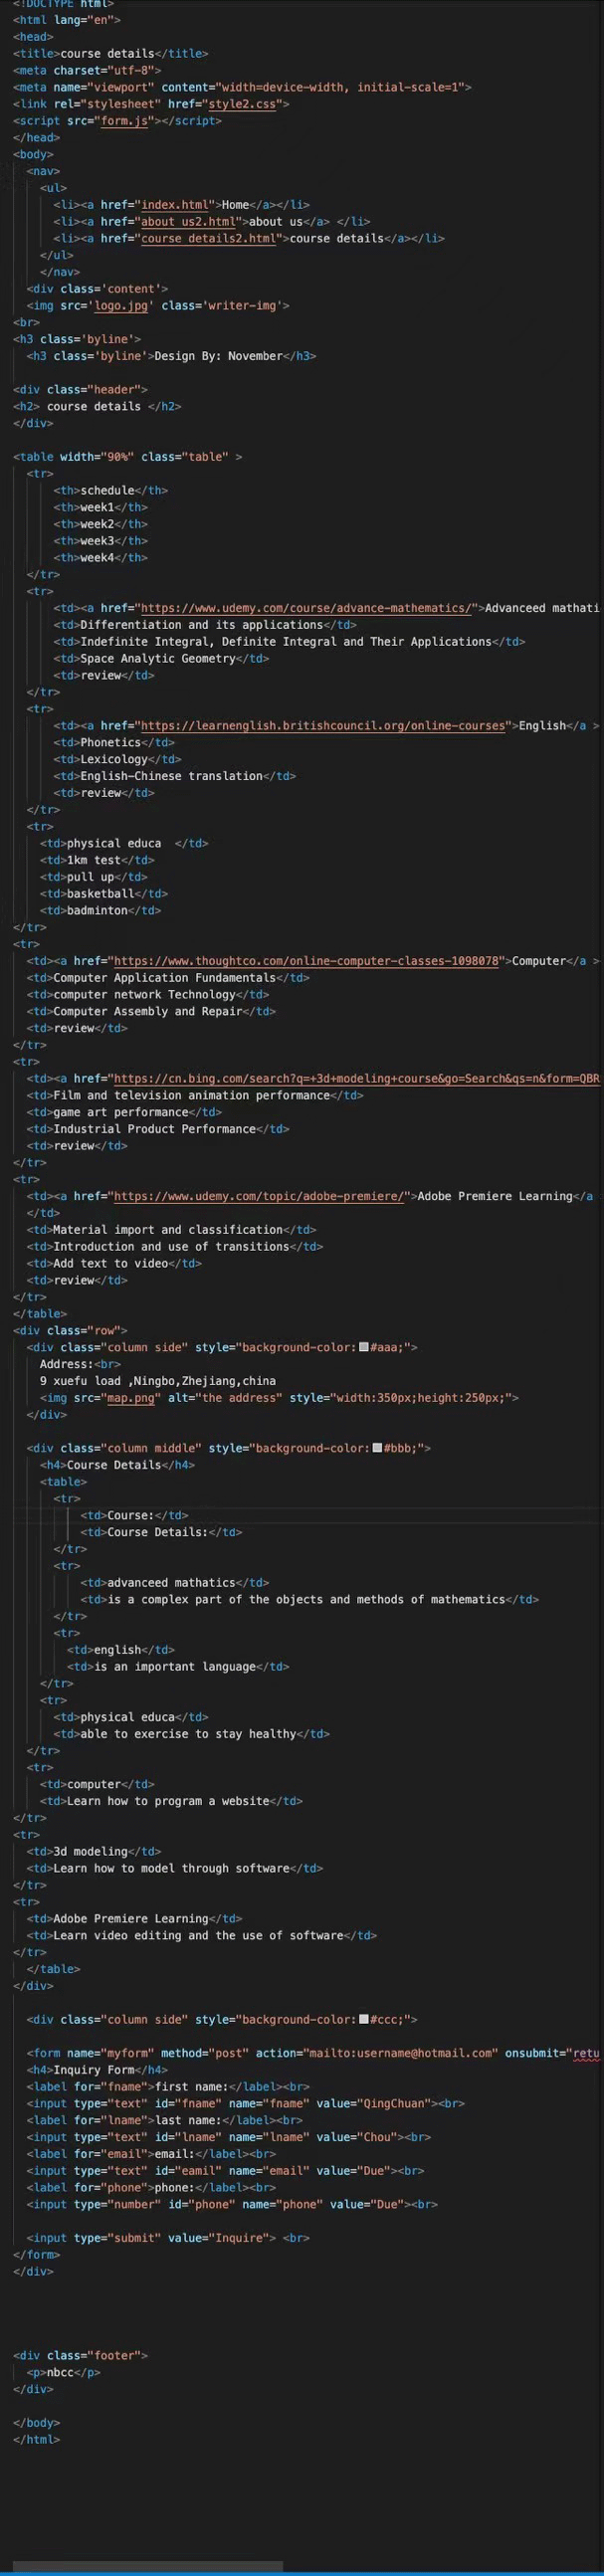 <!DOCTYPE html>
<html lang="en">
<head>
<title>course details</title>
<meta charset="utf-8">
<meta name="viewport" content="width=device-width, initial-scale=1">
<link rel="stylesheet" href="style2.css">
<script src="form.js"></script>
</head>
<body>
<nav>
<ul>
<li><a href="index.html">Home</a></li>
<li><a href="about us2.html">about us</a> </li>
<li><a href="course details2.html">course details</a></li>
</ul>
</nav>
<div class='content'>
<img src='logo.jpg' class='writer-img'>
<br>
<h3 class='byline'>
<h3 class='byline'>Design By: November</h3>
<div class="header">
<h2> course details </h2>
</div>
<table width="90%" class="table" >
<tr>
<th>schedule</th>
<th>week1</th>
<th>week2</th>
<th>week3</th>
<th>week4</th>
</tr>
<tr>
<td><a href="https://www.udemy.com/course/advance-mathematics/">Advanceed mathati
<td>Differentiation and its applications</td>
<td>Indefinite Integral, Definite Integral and Their Applications</td>
<td>Space Analytic Geometry</td>
<td>review</td>
</tr>
<tr>
<td><a href="https://learnenglish.britishcouncil.org/online-courses">English</a >
<td>Phonetics</td>
<td>Lexicology</td>
<td>English-Chinese translation</td>
<td>review</td>
</tr>
<tr>
<td>physical educa  </td>
<td>1km test</td>
<td>pull up</td>
<td>basketball</td>
<td>badminton</td>
</tr>
<tr>
<td><a href="https://www.thoughtco.com/online-computer-classes-1098078">Computer</a >
<td>Computer Application Fundamentals</td>
<td>computer network Technology</td>
<td>Computer Assembly and Repair</td>
<td>review</td>
</tr>
<tr>
<td><a href="https://cn.bing.com/search?q=+3d+modeling+course&go=Search&qs=n&form=QBR
<td>Film and television animation performance</td>
<td>game art performance</td>
<td>Industrial Product Performance</td>
<td>review</td>
</tr>
<tr>
<td><a href="https://www.udemy.com/topic/adobe-premiere/">Adobe Premiere Learning</a
</td>
<td>Material import and classification</td>
<td>Introduction and use of transitions</td>
<td>Add text to video</td>
<td>review</td>
</tr>
</table>
<div class="row">
<div class="column side" style="background-color:#aaa;">
Address:<br>
9 xuefu load ,Ningbo,Zhejiang,china
<img src="map.png" alt="the address" style="width:350px;height:250px;">
</div>
<div class="column middle" style="background-color:#bbb;">
<h4>Course Details</h4>
<table>
<tr>
<td>Course:</td>
<td>Course Details:</td>
</tr>
<tr>
<td>advanceed mathatics</td>
<td>is a complex part of the objects and methods of mathematics</td>
</tr>
<tr>
<td>english</td>
<td>is an important language</td>
</tr>
<tr>
<td>physical educa</td>
<td>able to exercise to stay healthy</td>
</tr>
<tr>
<td>computer</td>
<td>Learn how to program a website</td>
</tr>
<tr>
<td>3d modeling</td>
<td>Learn how to model through software</td>
</tr>
<tr>
<td>Adobe Premiere Learning</td>
<td>Learn video editing and the use of software</td>
</tr>
</table>
</div>
<div class="column side" style="background-color:#ccc;">
<form name="myform" method="post" action="mailto:username@hotmail.com" onsubmit="retu
<h4>Inquiry Form</h4>
<label for="fname">first name:</label><br>
<input type="text" id="fname" name="fname" value="QingChuan"><br>
<label for="lname">last name:</label><br>
<input type="text" id="lname" name="lname" value="Chou"><br>
<label for="email">email:</label><br>
<input type="text" id="eamil" name="email" value="Due"><br>
<label for="phone">phone:</label><br>
<input type="number" id="phone" name="phone" value="Due"><br>
<input type="submit" value="Inquire"> <br>
</form>
</div>
<div class="footer">
<p>nbcc</p>
</div>
</body>
</html>